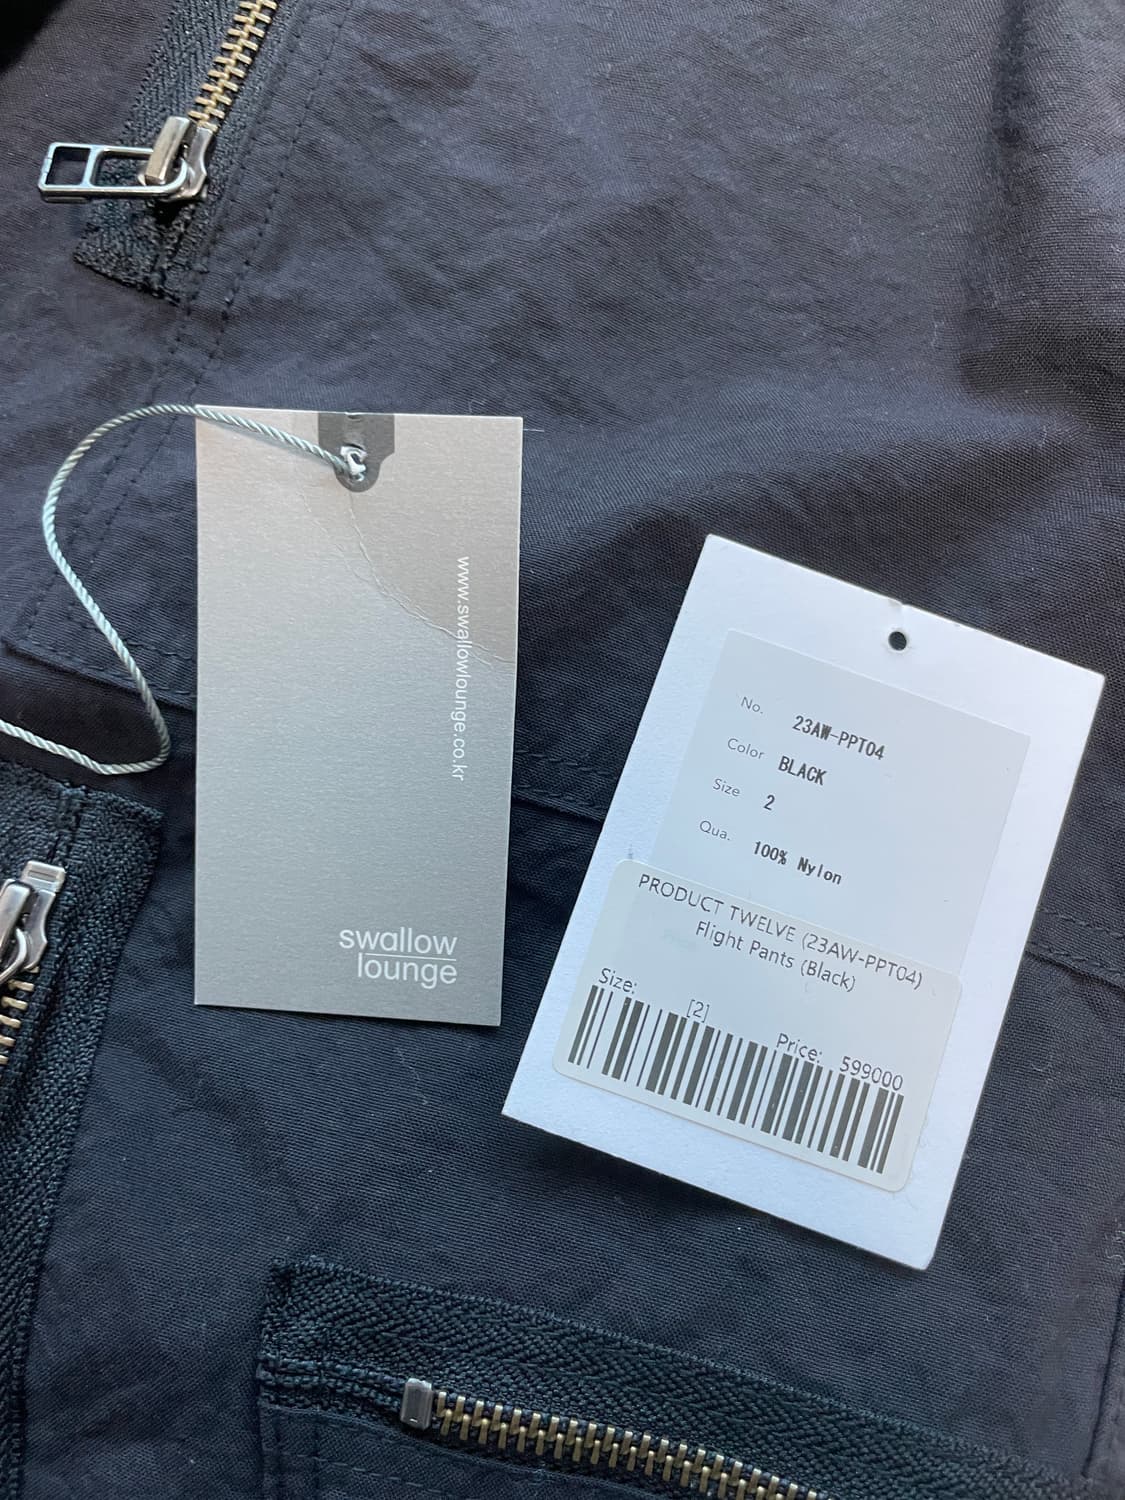 www.swallowlounge.co.kr
swallow
lounge
No. 23AW-PPT04
Color BLACK
Size 2
Qua. 100% Nylon
PRODUCT TWELVE (23AW-PPT04)
Flight Pants (Black)
Size: [2] Price: 599000